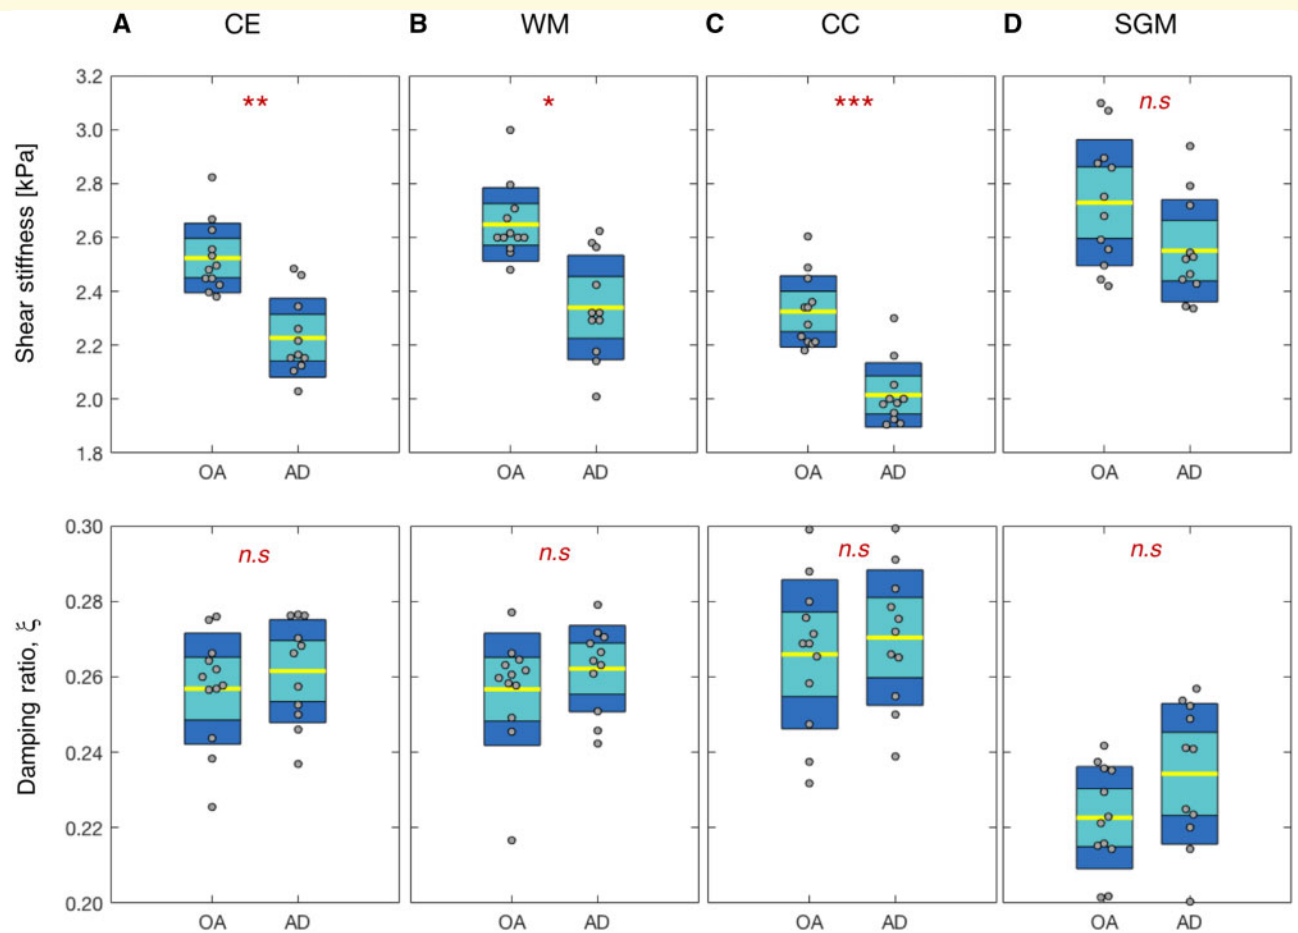 A CE B WM C CC D SGM
Shear stiffness [kPa]
3.2
3.0
2.8
2.6
2.4
2.2
2.0
1.8
** * *** n.s
OA AD OA AD OA AD OA AD
Damping ratio, ξ
0.30
0.28
0.26
0.24
0.22
0.20
n.s n.s n.s n.s
OA AD OA AD OA AD OA AD